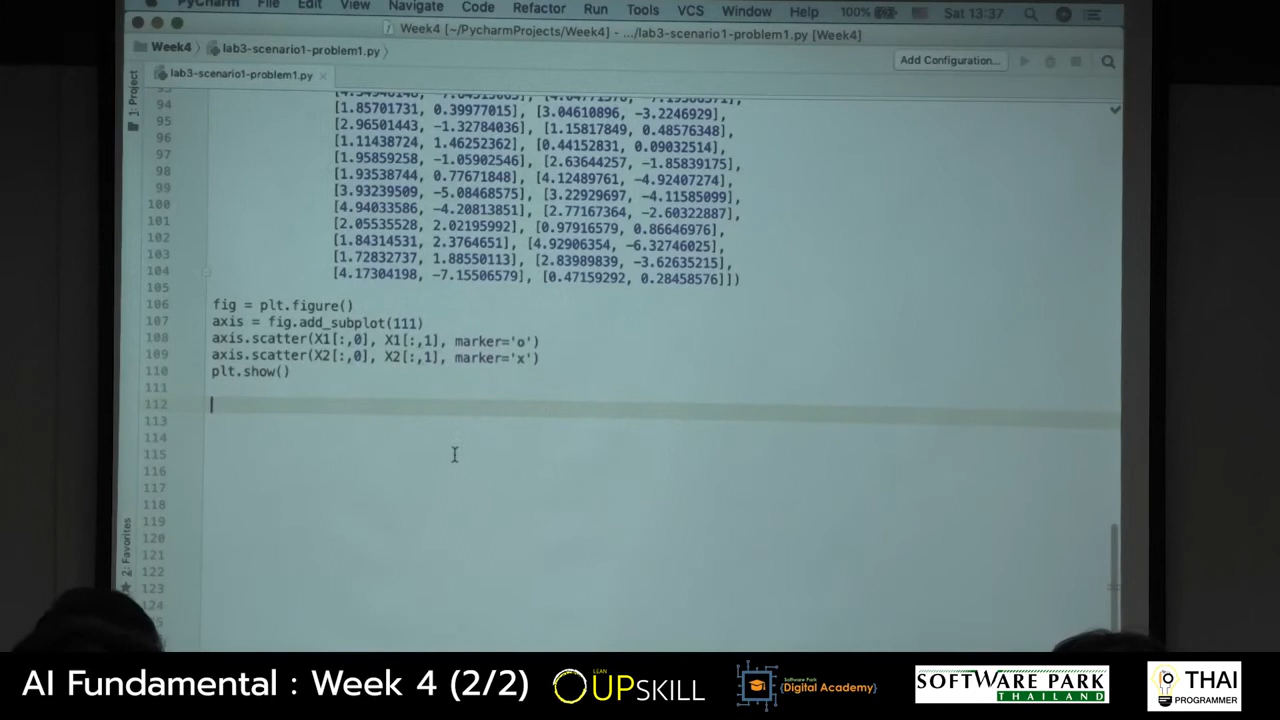 PyCharm File Edit View Navigate Code Refactor Run Tools VCS Window Help 100% Sat 13:37
Week4 [~/PycharmProjects/Week4] - .../lab3-scenario1-problem1.py [Week4]
Week4 lab3-scenario1-problem1.py Add Configuration...
1: Project
lab3-scenario1-problem1.py
93
94 [1.85701731, 0.39977015], [3.04610896, -3.2246929],
95 [2.96501443, -1.32784036], [1.15817849, 0.48576348],
96 [1.11438724, 1.46252362], [0.44152831, 0.09032514],
97 [1.95859258, -1.05902546], [2.63644257, -1.85839175],
98 [1.93538744, 0.77671848], [4.12489761, -4.92407274],
99 [3.93239509, -5.08468575], [3.22929697, -4.11585099],
100 [4.94033586, -4.20813851], [2.77167364, -2.60322887],
101 [2.05535528, 2.02195992], [0.97916579, 0.86646976],
102 [1.84314531, 2.3764651], [4.92906354, -6.32746025],
103 [1.72832737, 1.88550113], [2.83989839, -3.62635215],
104 [4.17304198, -7.15506579], [0.47159292, 0.28458576]])
105
106 fig = plt.figure()
107 axis = fig.add_subplot(111)
108 axis.scatter(X1[:,0], X1[:,1], marker='o')
109 axis.scatter(X2[:,0], X2[:,1], marker='x')
110 plt.show()
111
112
113
114
115
116
117
118
119
120
121
122
123
124
2: Favorites
AI Fundamental : Week 4 (2/2)
LEAN
UPSKILL
Software Park
{Digital Academy}
SOFTWARE PARK
THAILAND
THAI
PROGRAMMER